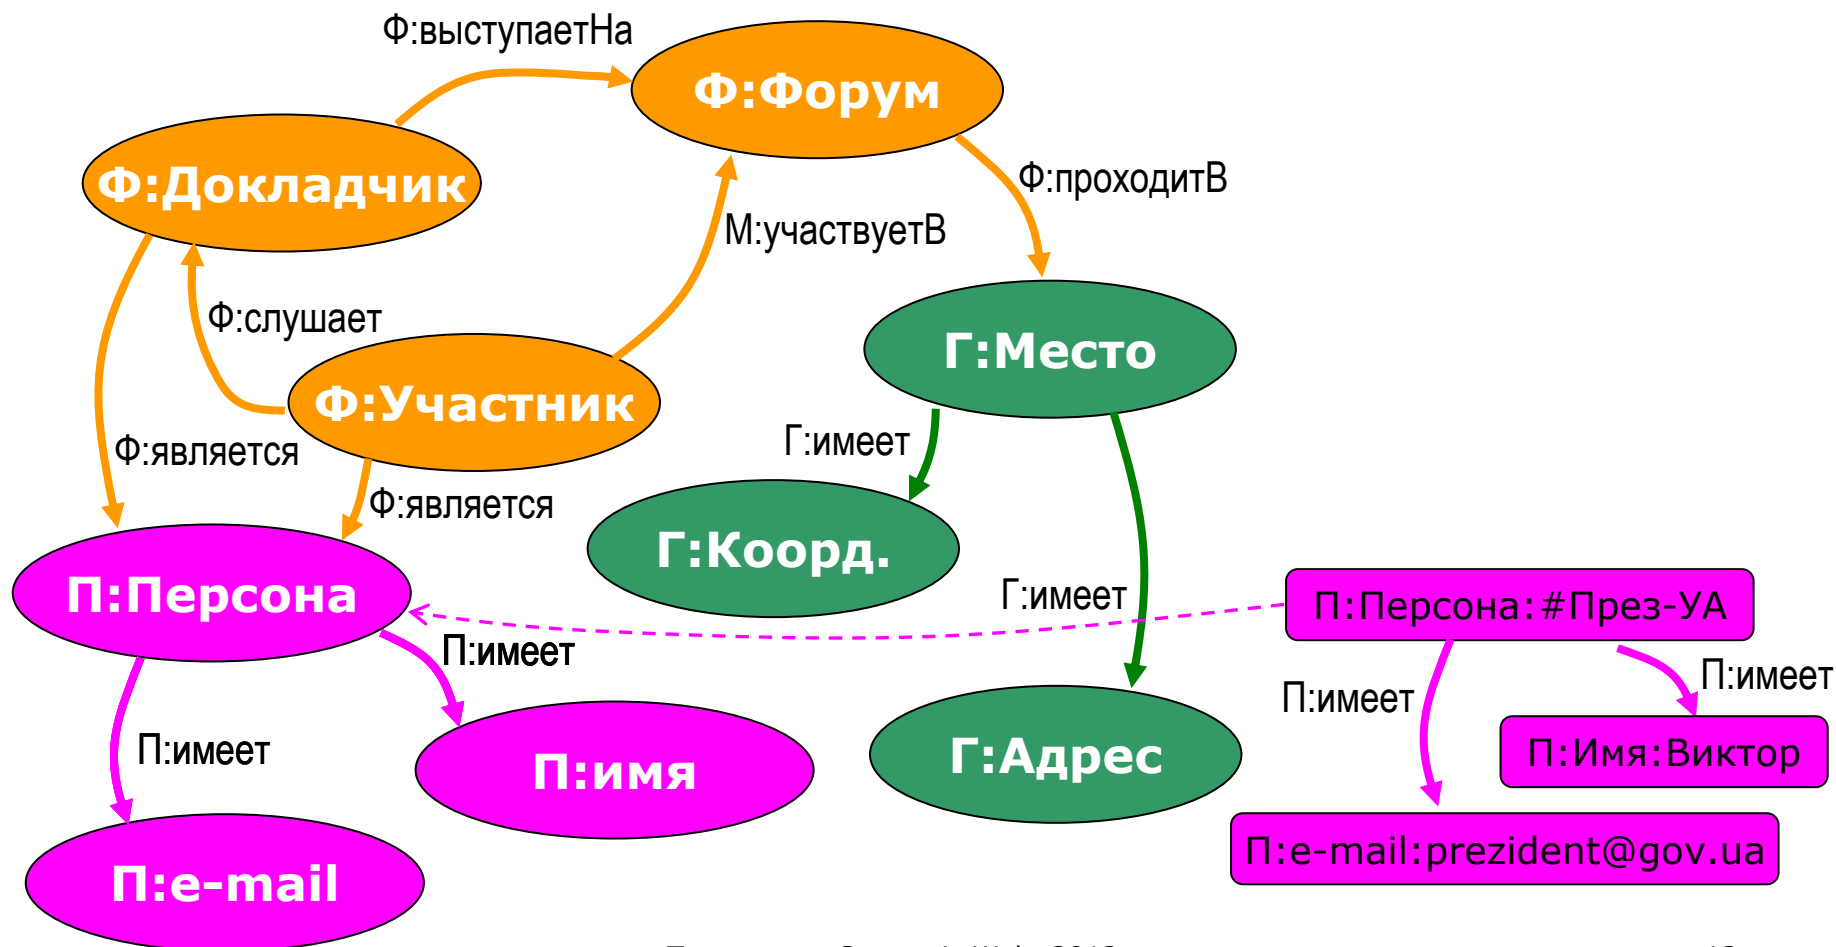 Ф:выступаетНа
Ф:Форум
Ф:Докладчик
Ф:проходитВ
М:участвуетВ
Ф:слушает
Г:Место
Ф:Участник
Г:имеет
Ф:является
Ф:является
Г:Коорд.
П:Персона
Г:имеет
П:Персона:#През-УА
П:имеет
П:имеет
П:имеет
П:имеет
П:имя
Г:Адрес
П:Имя:Виктор
П:e-mail:prezident@gov.ua
П:e-mail